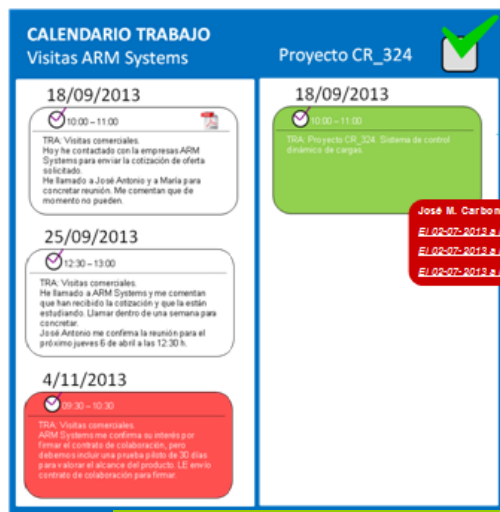 CALENDARIO TRABAJO
Visitas ARM Systems
18/09/2013
10:00 – 11:00
TRA: Visitas comerciales.
Hoy he contactado con la empresas ARM
Systems para enviar la cotización de oferta
solicitado.
He llamado a José Antonio y a María para
concretar reunión. Me comentan que de
momento no pueden.
25/09/2013
12:30 – 13:00
TRA: Visitas comerciales.
He llamado a ARM Systems y me comentan
que han recibido la cotización y que la están
estudiando. Llamar dentro de una semana para
concretar.
José Antonio me confirma la reunión para el
próximo jueves 6 de abril a las 12:30 h.
4/11/2013
09:30 – 10:30
TRA: Visitas comerciales.
ARM Systems me confirma su interés por
firmar el contrato de colaboración, pero
debemos incluir una prueba piloto de 30 días
para valorar el alcance del producto. LE envío
contrato de colaboración para firmar.
Proyecto CR_324
18/09/2013
10:00 – 11:00
TRA: Proyecto CR_324. Sistema de control
dinámico de cargas.
José M. Carbon
El 02-07-2013 a
El 02-07-2013 a
El 02-07-2013 a